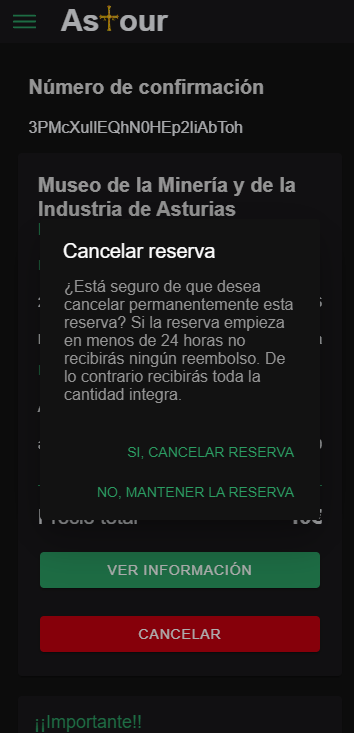 Astour
Número de confirmación
3PMcXulIEQhN0HEp2liAbToh
Museo de la Minería y de la
Industria de Asturias
Cancelar reserva
¿Está seguro de que desea
cancelar permanentemente esta
reserva? Si la reserva empieza
en menos de 24 horas no
recibirás ningún reembolso. De
lo contrario recibirás toda la
cantidad integra.
SI, CANCELAR RESERVA
NO, MANTENER LA RESERVA
Precio total
VER INFORMACIÓN
CANCELAR
¡¡Importante!!